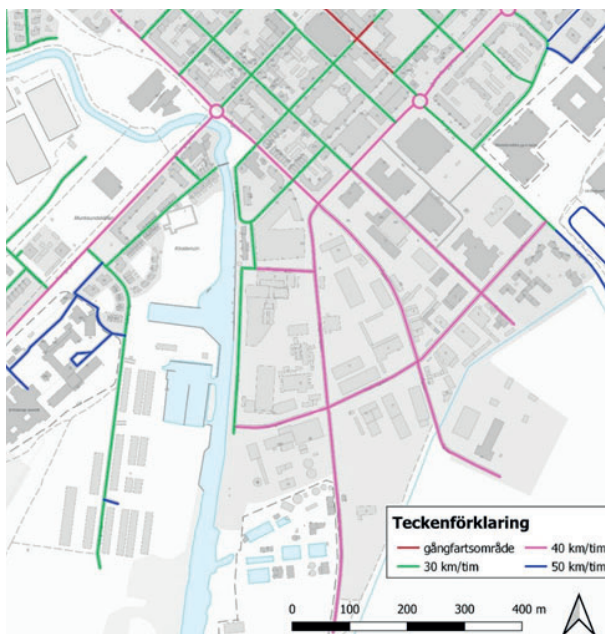 Teckenförklaring
gångfartsområde
40 km/tim
30 km/tim
50 km/tim
0 100 200 300 400 m